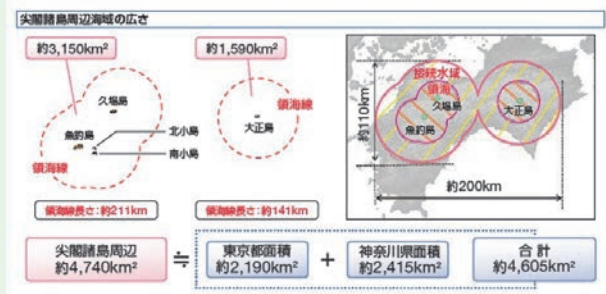 尖閣諸島周辺海域の広さ
約3,150km²
久場島
魚釣島
北小島
南小島
領海線
領海線長さ：約211km
約1,590km²
領海線
大正島
領海線長さ：約141km
接続水域
領海
久場島
魚釣島
大正島
約110km
約200km
尖閣諸島周辺
約4,740km²
≒
東京都面積
約2,190km²
+
神奈川県面積
約2,415km²
合計
約4,605km²